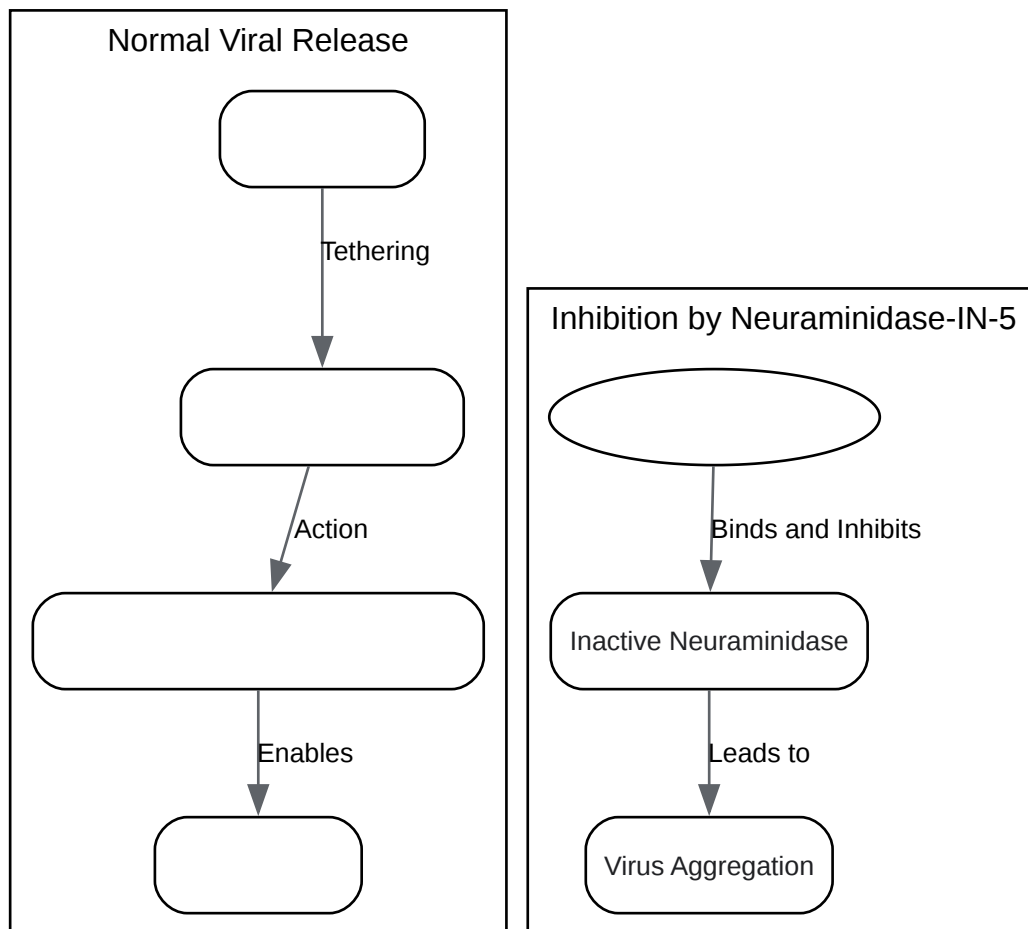 Normal Viral Release
Tethering
Action
Enables
Inhibition by Neuraminidase-IN-5
Binds and Inhibits
Inactive Neuraminidase
Leads to
Virus Aggregation